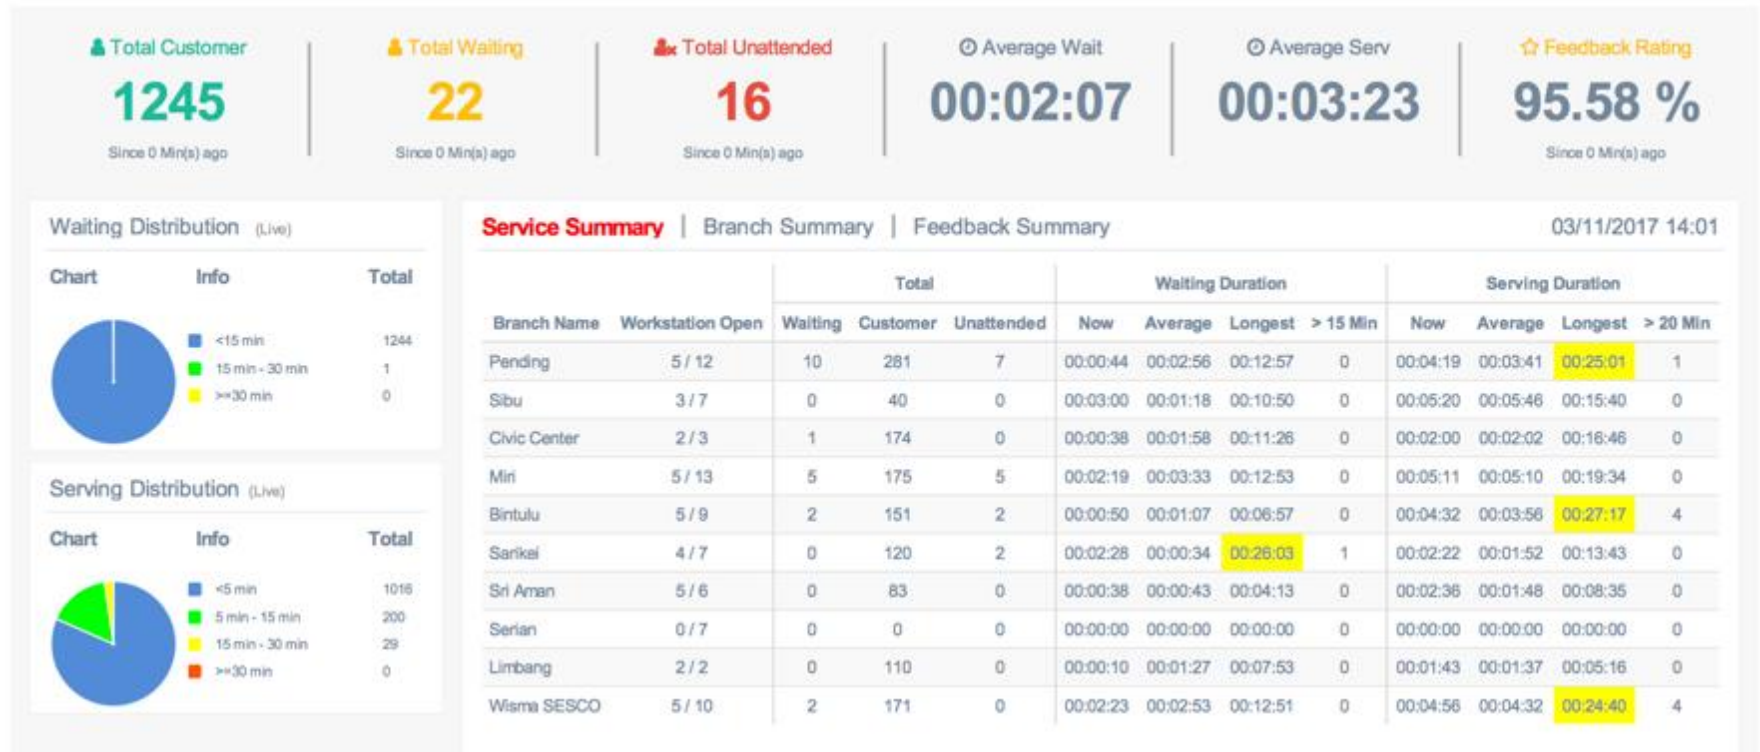 Total Customer
1245
Since 0 Min(s) ago
Total Waiting
22
Since 0 Min(s) ago
Total Unattended
16
Since 0 Min(s) ago
Average Wait
00:02:07
Average Serv
00:03:23
Feedback Rating
95.58 %
Since 0 Min(s) ago
Waiting Distribution (Live)
Chart Info Total
<15 min 1244
15 min - 30 min 1
>=30 min 0
Serving Distribution (Live)
Chart Info Total
<5 min 1016
5 min - 15 min 200
15 min - 30 min 29
>=30 min 0
Service Summary | Branch Summary | Feedback Summary 03/11/2017 14:01
Total Waiting Duration Serving Duration
Branch Name Workstation Open Waiting Customer Unattended Now Average Longest > 15 Min Now Average Longest > 20 Min
Pending 5 / 12 10 281 7 00:00:44 00:02:56 00:12:57 0 00:04:19 00:03:41 00:25:01 1
Sibu 3 / 7 0 40 0 00:03:00 00:01:18 00:10:50 0 00:05:20 00:05:46 00:15:40 0
Civic Center 2 / 3 1 174 0 00:00:38 00:01:58 00:11:26 0 00:02:00 00:02:02 00:16:46 0
Miri 5 / 13 5 175 5 00:02:19 00:03:33 00:12:53 0 00:05:11 00:05:10 00:19:34 0
Bintulu 5 / 9 2 151 2 00:00:50 00:01:07 00:06:57 0 00:04:32 00:03:56 00:27:17 4
Sarikei 4 / 7 0 120 2 00:02:28 00:00:34 00:26:03 1 00:02:22 00:01:52 00:13:43 0
Sri Aman 5 / 6 0 83 0 00:00:38 00:00:43 00:04:13 0 00:02:36 00:01:48 00:08:35 0
Serian 0 / 7 0 0 0 00:00:00 00:00:00 00:00:00 0 00:00:00 00:00:00 00:00:00 0
Limbang 2 / 2 0 110 0 00:00:10 00:01:27 00:07:53 0 00:01:43 00:01:37 00:05:16 0
Wisma SESCO 5 / 10 2 171 0 00:02:23 00:02:53 00:12:51 0 00:04:56 00:04:32 00:24:40 4